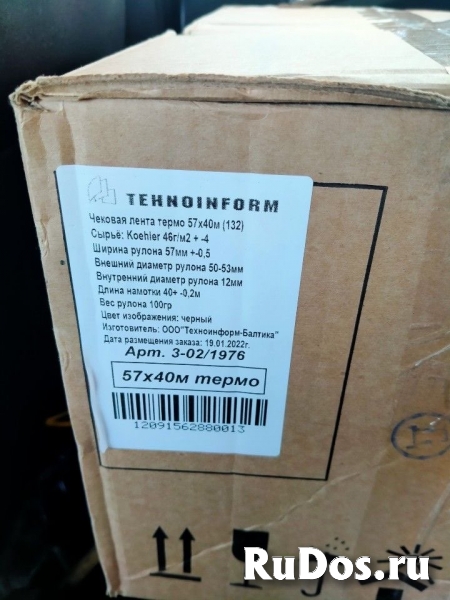 TEHNOINFORM
Чековая лента термо 57х40м (132)
Сырьё: Koehler 46г/м2 + -4
Ширина рулона 57мм +-0,5
Внешний диаметр рулона 50-53мм
Внутренний диаметр рулона 12мм
Длина намотки 40+ -0,2м
Вес рулона 100гр
Цвет изображения: черный
Изготовитель: ООО"Техноинформ-Балтика"
Дата размещения заказа: 19.01.2022г.
Арт. 3-02/1976
57х40м термо
12091562880013
RuDos.ru